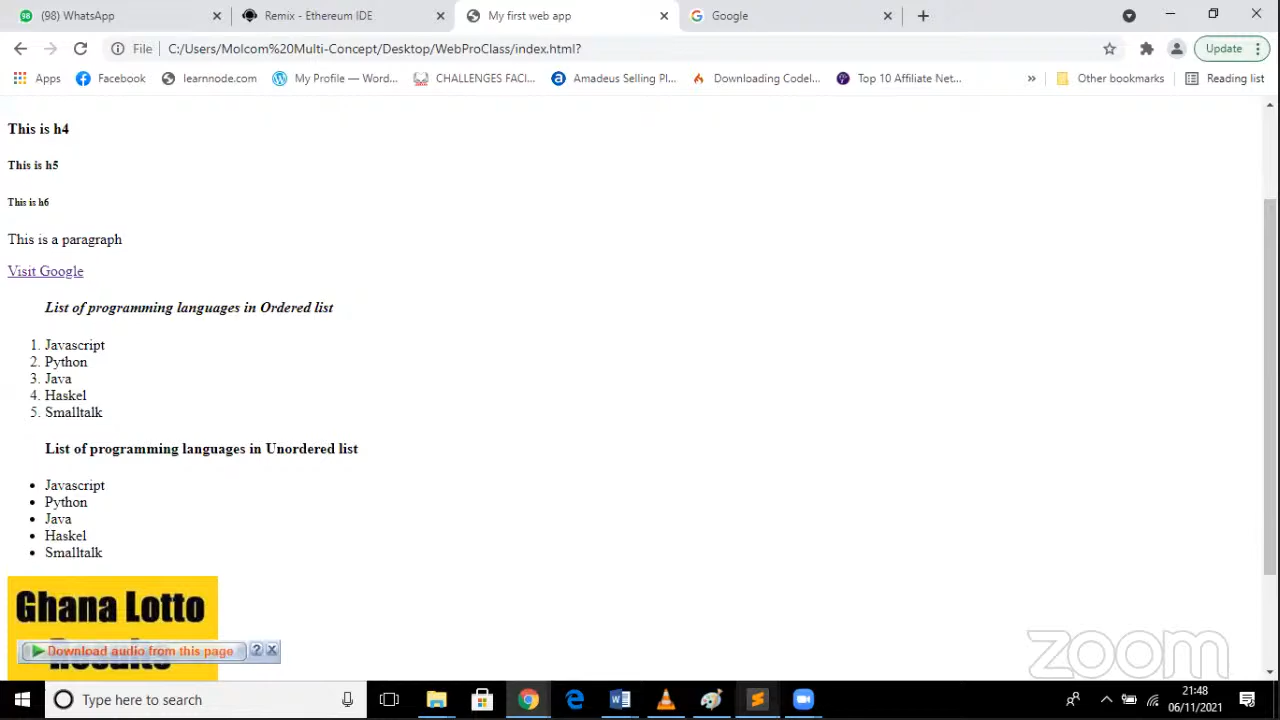 (98) WhatsApp
Remix - Ethereum IDE
My first web app
Google
File
C:/Users/Molcom%20Multi-Concept/Desktop/WebProClass/index.html?
Update
Apps
Facebook
learnnode.com
My Profile — Word...
CHALLENGES FACI...
Amadeus Selling Pl...
Downloading Codel...
Top 10 Affiliate Net...
»
Other bookmarks
Reading list
This is h4
This is h5
This is h6
This is a paragraph
Visit Google
List of programming languages in Ordered list
1. Javascript
2. Python
3. Java
4. Haskel
5. Smalltalk
List of programming languages in Unordered list
• Javascript
• Python
• Java
• Haskel
• Smalltalk
Ghana Lotto
Results
Download audio from this page
?
zoom
Type here to search
21:48
06/11/2021